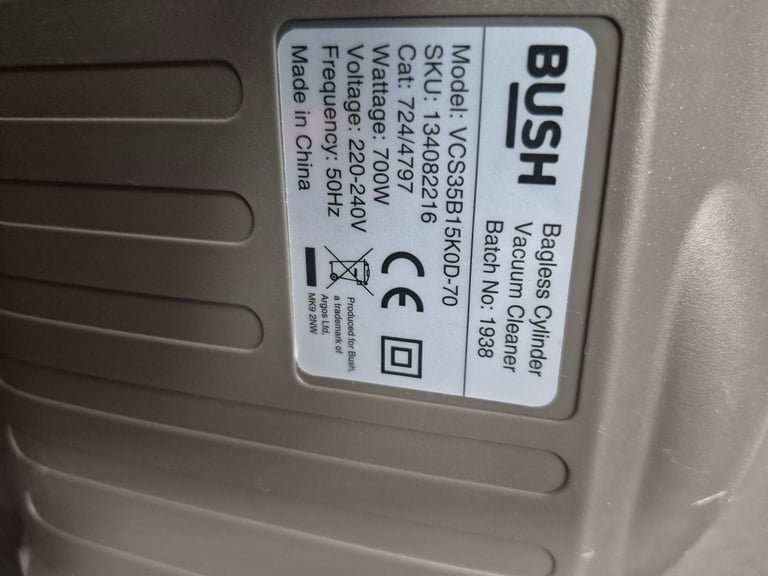 BUSH
Bagless Cylinder
Vacuum Cleaner
Batch No: 1938
Model: VCS35B15K0D-70
SKU: 134082216
Cat: 724/4797
Wattage: 700W
Voltage: 220-240V
Frequency: 50Hz
Made in China
CE
Produced for Bush,
a trademark of
Argos Ltd,
MK9 2NW